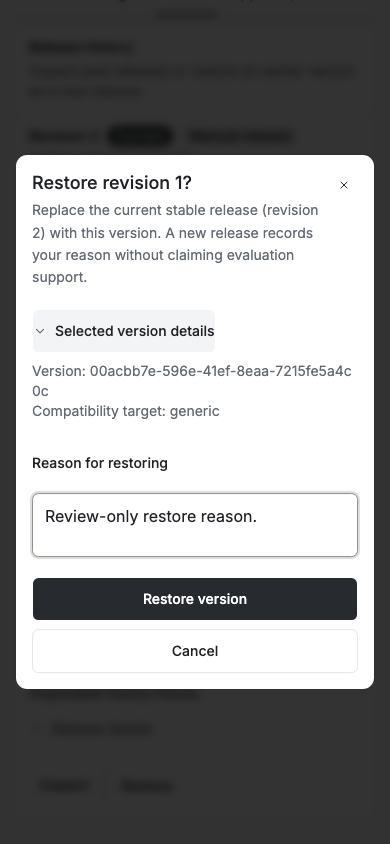 Restore revision 1?
Replace the current stable release (revision
2) with this version. A new release records
your reason without claiming evaluation
support.
Selected version details
Version: 00acbb7e-596e-41ef-8eaa-7215fe5a4c
0c
Compatibility target: generic
Reason for restoring
Review-only restore reason.
Restore version
Cancel